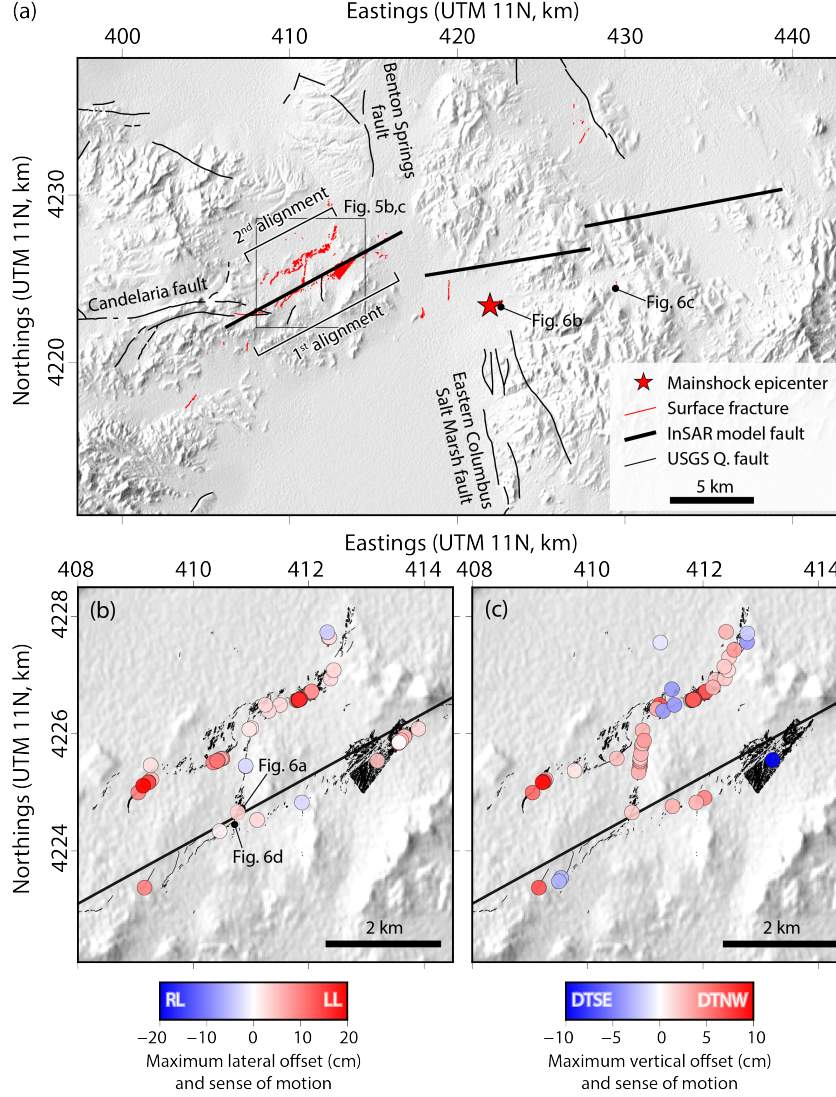 (a)
Eastings (UTM 11N, km)
400 410 420 430 440
Northings (UTM 11N, km)
4230
4220
Benton Springs
fault
2nd alignment
Fig. 5b,c
Candelaria fault
1st alignment
Fig. 6b
Fig. 6c
Eastern Columbus
Salt Marsh fault
Mainshock epicenter
Surface fracture
InSAR model fault
USGS Q. fault
5 km
Eastings (UTM 11N, km)
408 410 412 414
408 410 412 414
Northings (UTM 11N, km)
4228
4226
4224
(b)
Fig. 6a
Fig. 6d
2 km
(c)
2 km
RL LL
−20 −10 0 10 20
Maximum lateral offset (cm)
and sense of motion
DTSE DTNW
−10 −5 0 5 10
Maximum vertical offset (cm)
and sense of motion